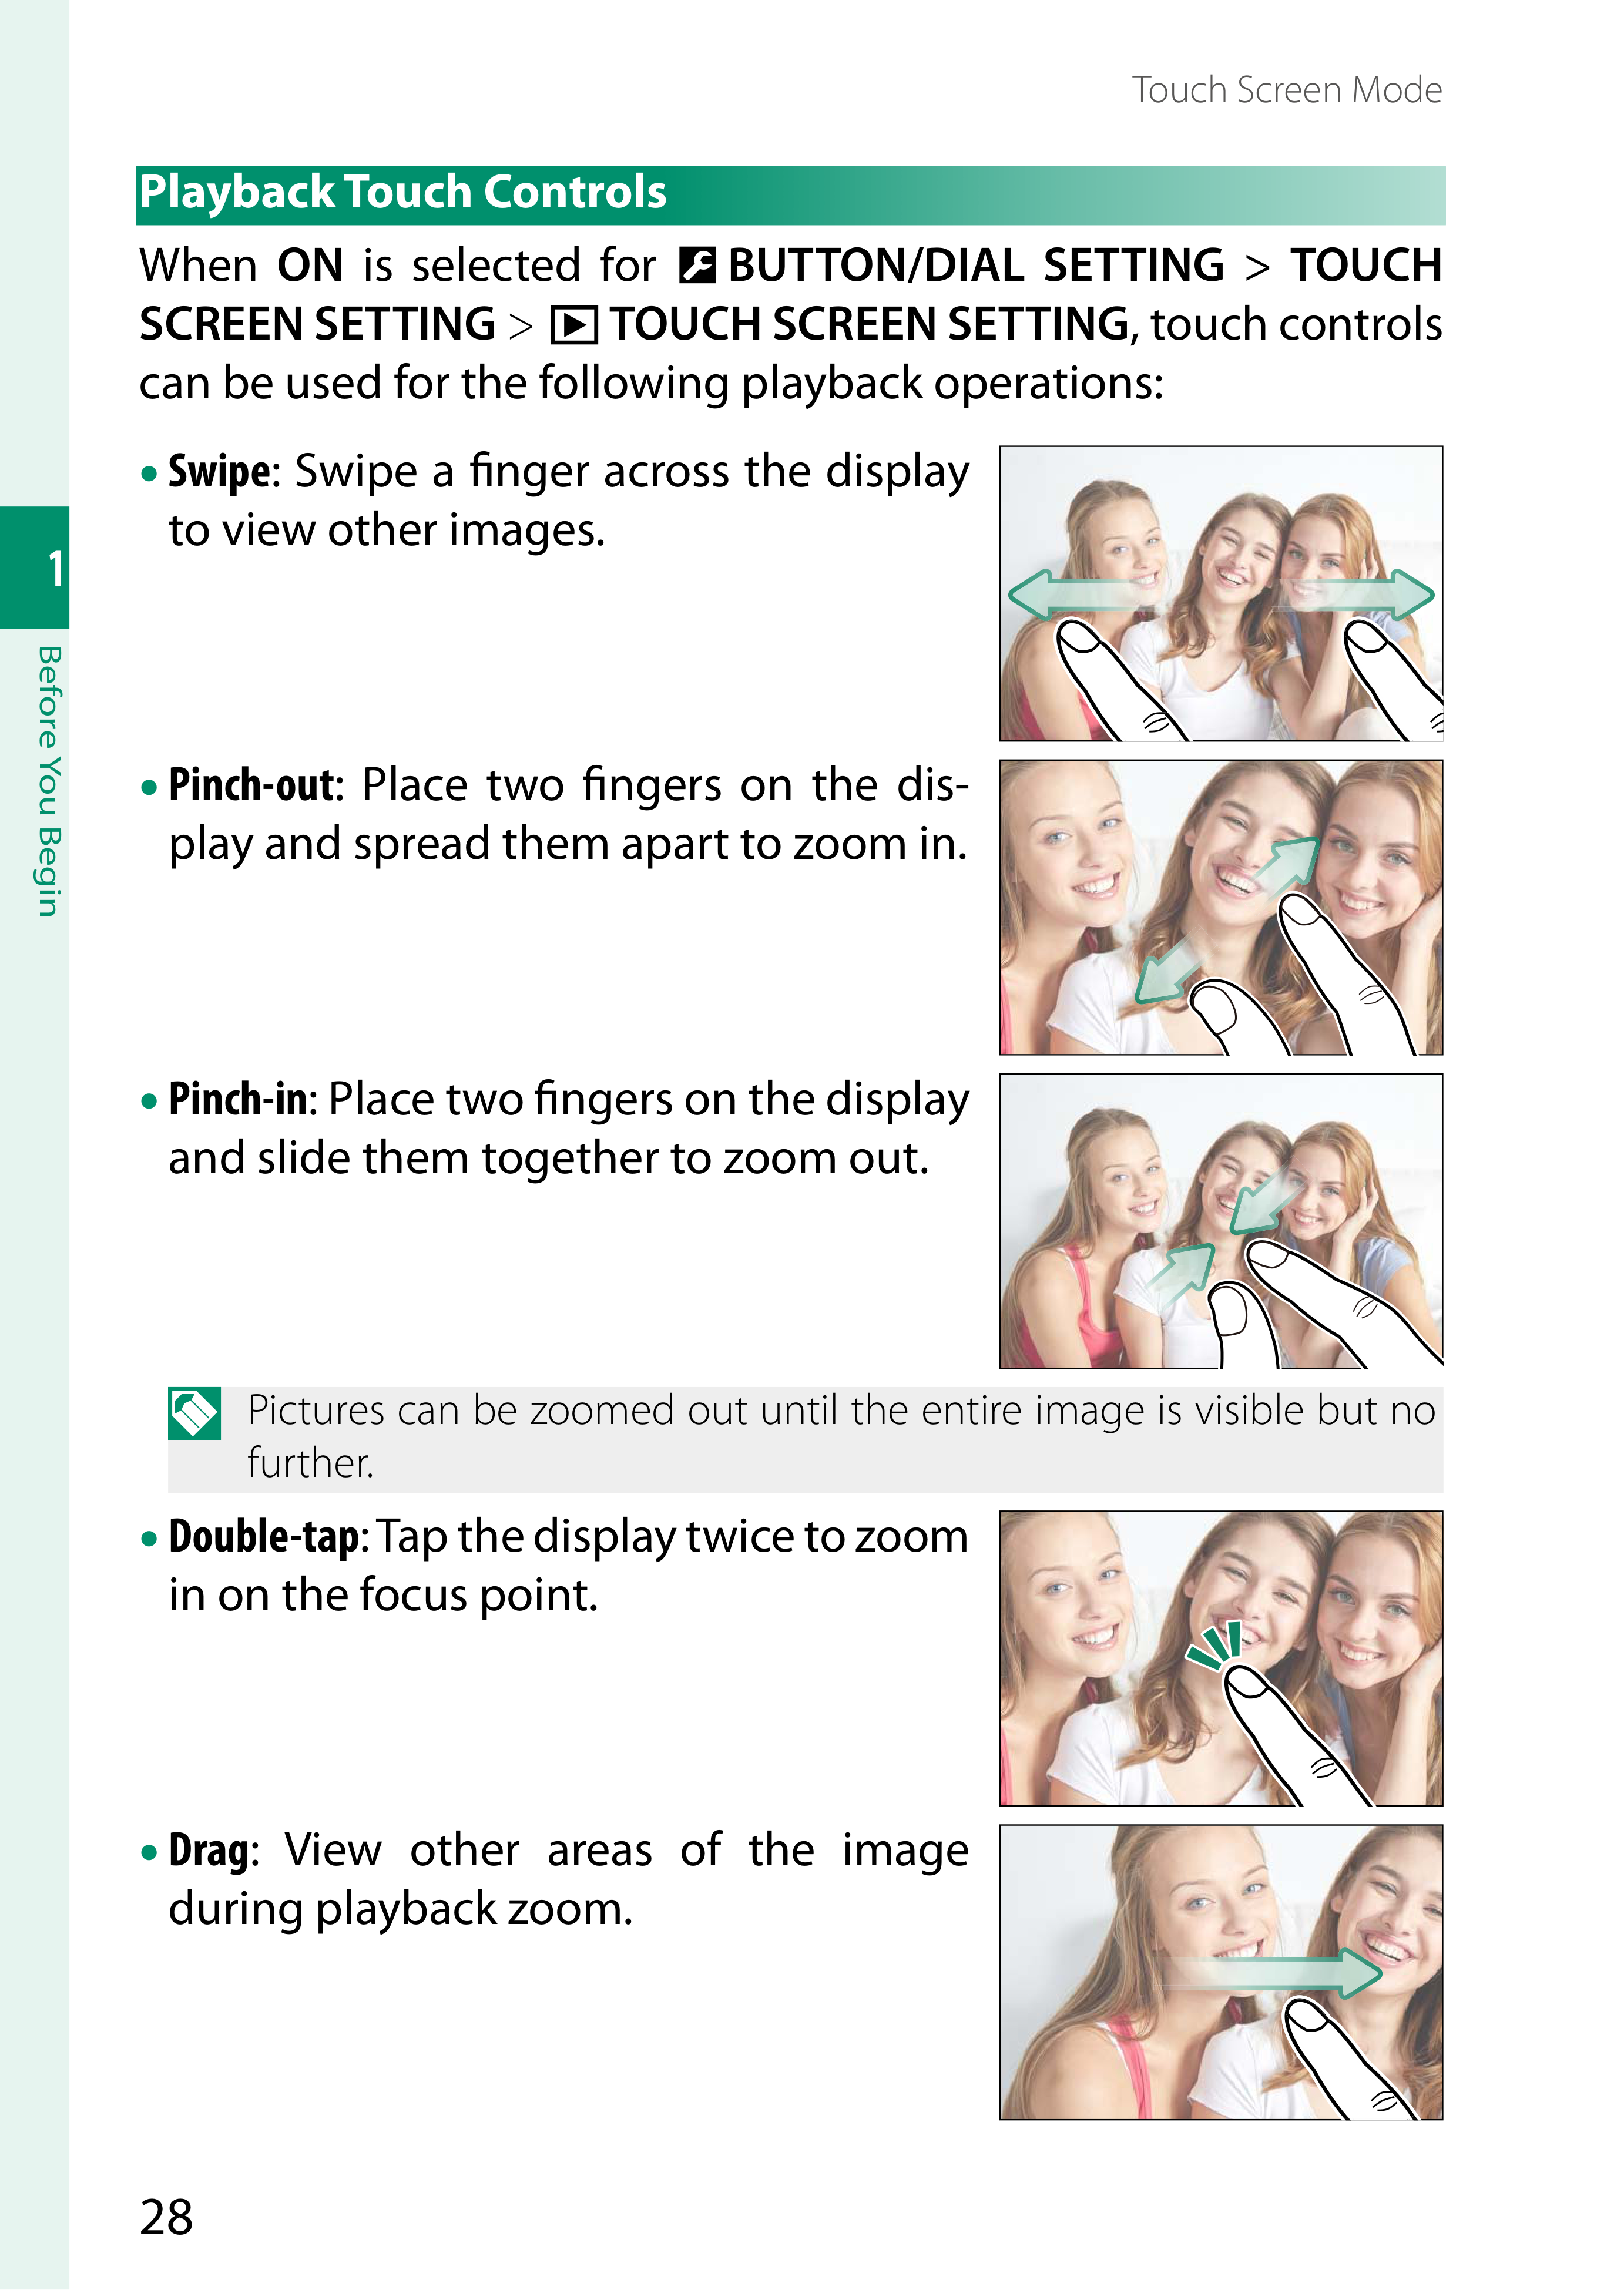 Touch Screen Mode
Playback Touch Controls
When ON is selected for BUTTON/DIAL SETTING > TOUCH
SCREEN SETTING > TOUCH SCREEN SETTING, touch controls
can be used for the following playback operations:
• Swipe: Swipe a finger across the display
to view other images.
• Pinch-out: Place two fingers on the dis-
play and spread them apart to zoom in.
• Pinch-in: Place two fingers on the display
and slide them together to zoom out.
Pictures can be zoomed out until the entire image is visible but no
further.
• Double-tap: Tap the display twice to zoom
in on the focus point.
• Drag: View other areas of the image
during playback zoom.
1
Before You Begin
28